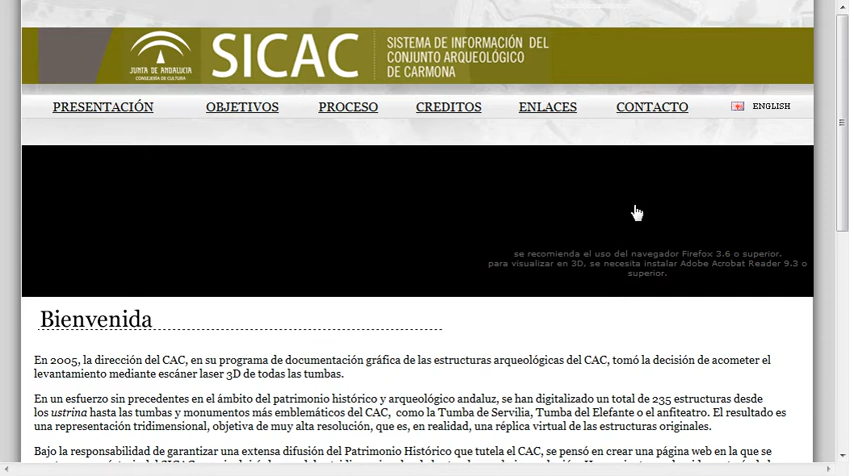 JUNTA DE ANDALUCIA
CONSEJERÍA DE CULTURA
SICAC
SISTEMA DE INFORMACIÓN DEL
CONJUNTO ARQUEOLÓGICO
DE CARMONA
PRESENTACIÓN OBJETIVOS PROCESO CREDITOS ENLACES CONTACTO ENGLISH
se recomienda el uso del navegador Firefox 3.6 o superior.
para visualizar en 3D, se necesita instalar Adobe Acrobat Reader 9.3 o
superior.
Bienvenida
En 2005, la dirección del CAC, en su programa de documentación gráfica de las estructuras arqueológicas del CAC, tomó la decisión de acometer el
levantamiento mediante escáner laser 3D de todas las tumbas.
En un esfuerzo sin precedentes en el ámbito del patrimonio histórico y arqueológico andaluz, se han digitalizado un total de 235 estructuras desde
los ustrina hasta las tumbas y monumentos más emblemáticos del CAC, como la Tumba de Servilia, Tumba del Elefante o el anfiteatro. El resultado es
una representación tridimensional, objetiva de muy alta resolución, que es, en realidad, una réplica virtual de las estructuras originales.
Bajo la responsabilidad de garantizar una extensa difusión del Patrimonio Histórico que tutela el CAC, se pensó en crear una página web en la que se